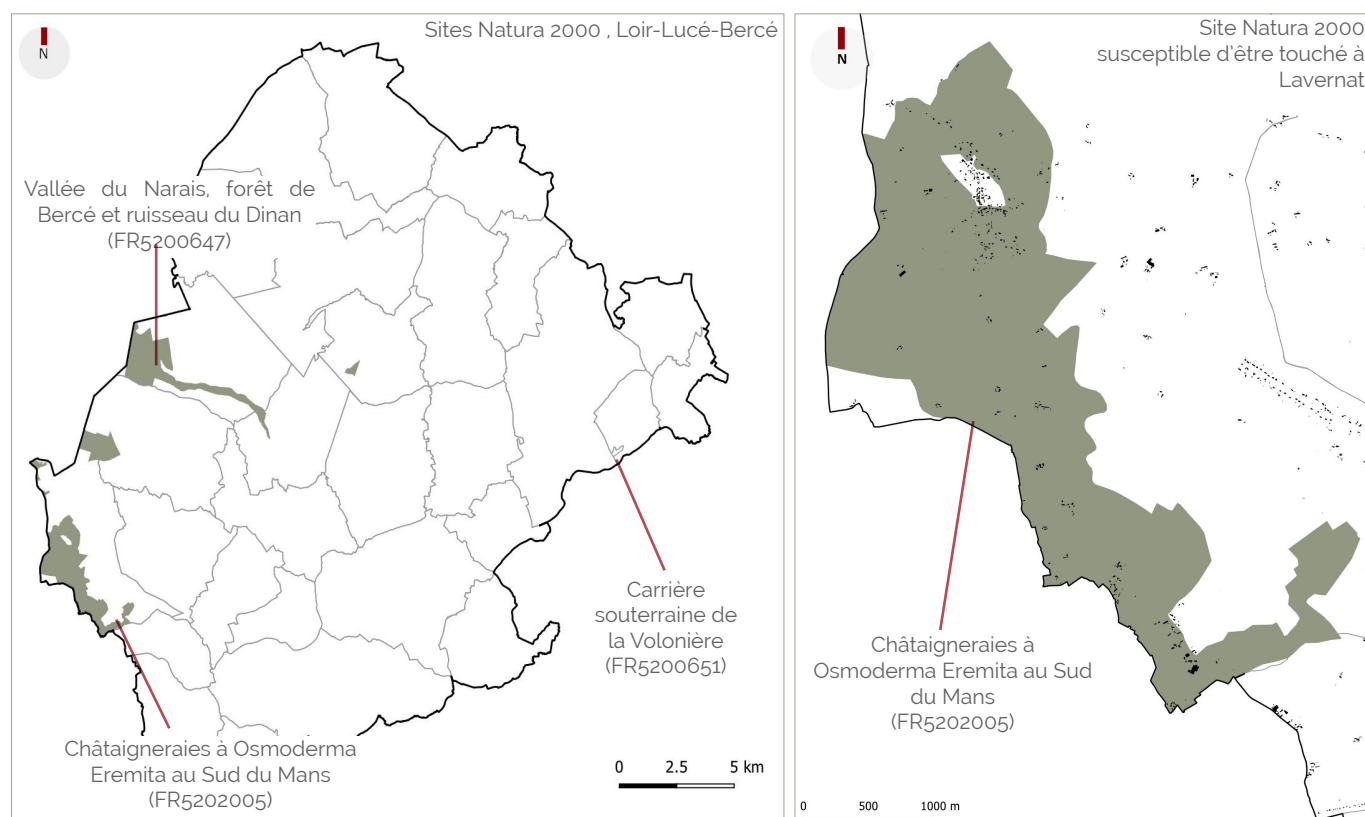 Sites Natura 2000 , Loir-Lucé-Bercé
N
Vallée du Narais, forêt de
Bercé et ruisseau du Dinan
(FR5200647)
Carrière
souterraine de
la Volonière
(FR5200651)
Châtaigneraies à Osmoderma
Eremita au Sud du Mans
(FR5202005)
0 2.5 5 km
Site Natura 2000
susceptible d'être touché à
Lavernat
N
Châtaigneraies à
Osmoderma Eremita au Sud
du Mans
(FR5202005)
0 500 1000 m